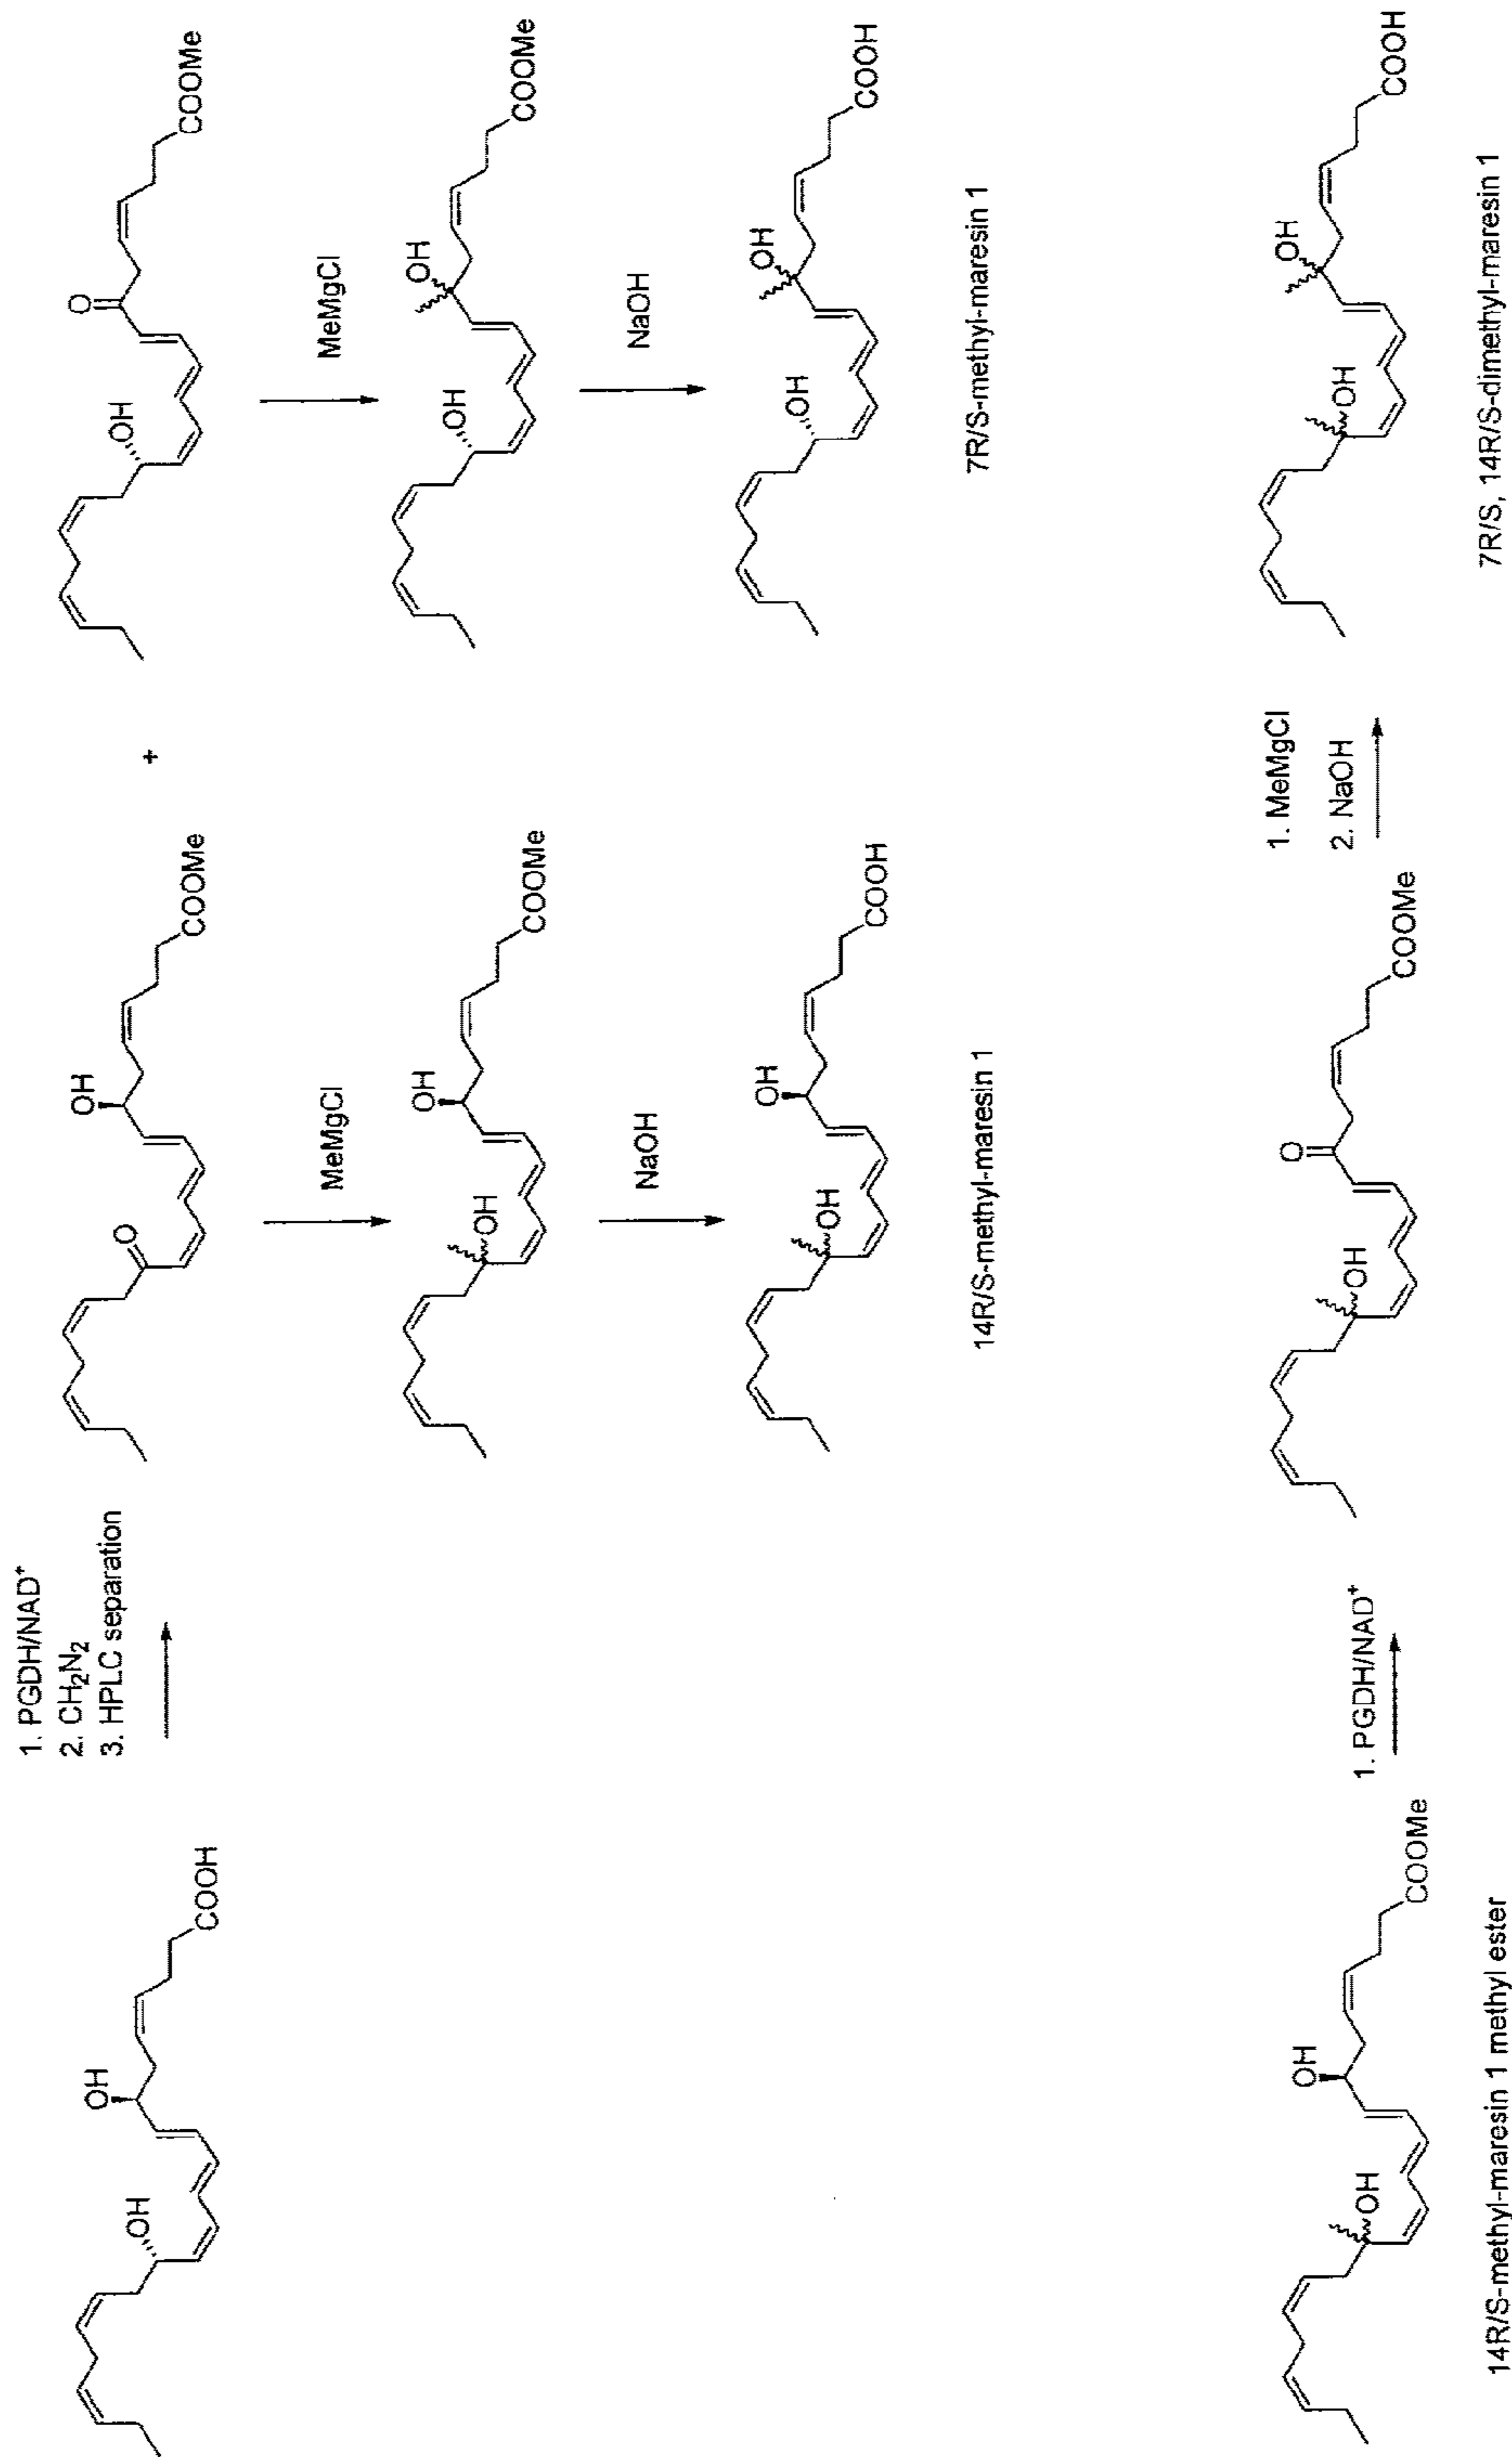 OH
OH
COOH
1. PGDH/NAD+
2. CH2N2
3. HPLC separation
O
OH
COOMe
+
OH
O
COOMe
MeMgCl
MeMgCl
OH
OH
COOMe
OH
OH
COOMe
NaOH
NaOH
OH
OH
COOH
OH
OH
COOH
14R/S-methyl-maresin 1
7R/S-methyl-maresin 1
OH
OH
COOMe
14R/S-methyl-maresin 1 methyl ester
1. PGDH/NAD+
OH
O
COOMe
1. MeMgCl
2. NaOH
OH
OH
COOH
7R/S, 14R/S-dimethyl-maresin 1